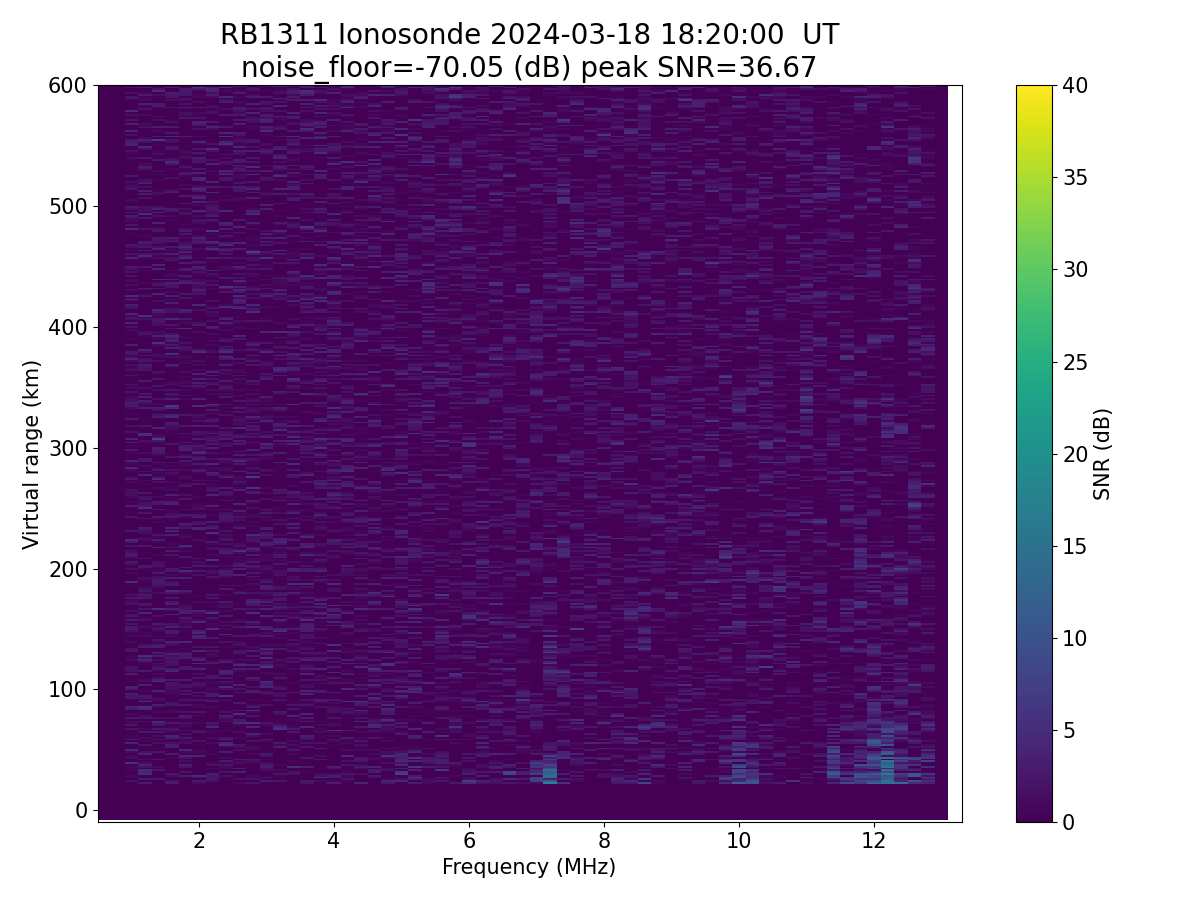 RB1311 Ionosonde 2024-03-18 18:20:00  UT
noise_floor=-70.05 (dB) peak SNR=36.67
600
500
400
300
200
100
0
Virtual range (km)
2 4 6 8 10 12
Frequency (MHz)
40
35
30
25
20
15
10
5
0
SNR (dB)